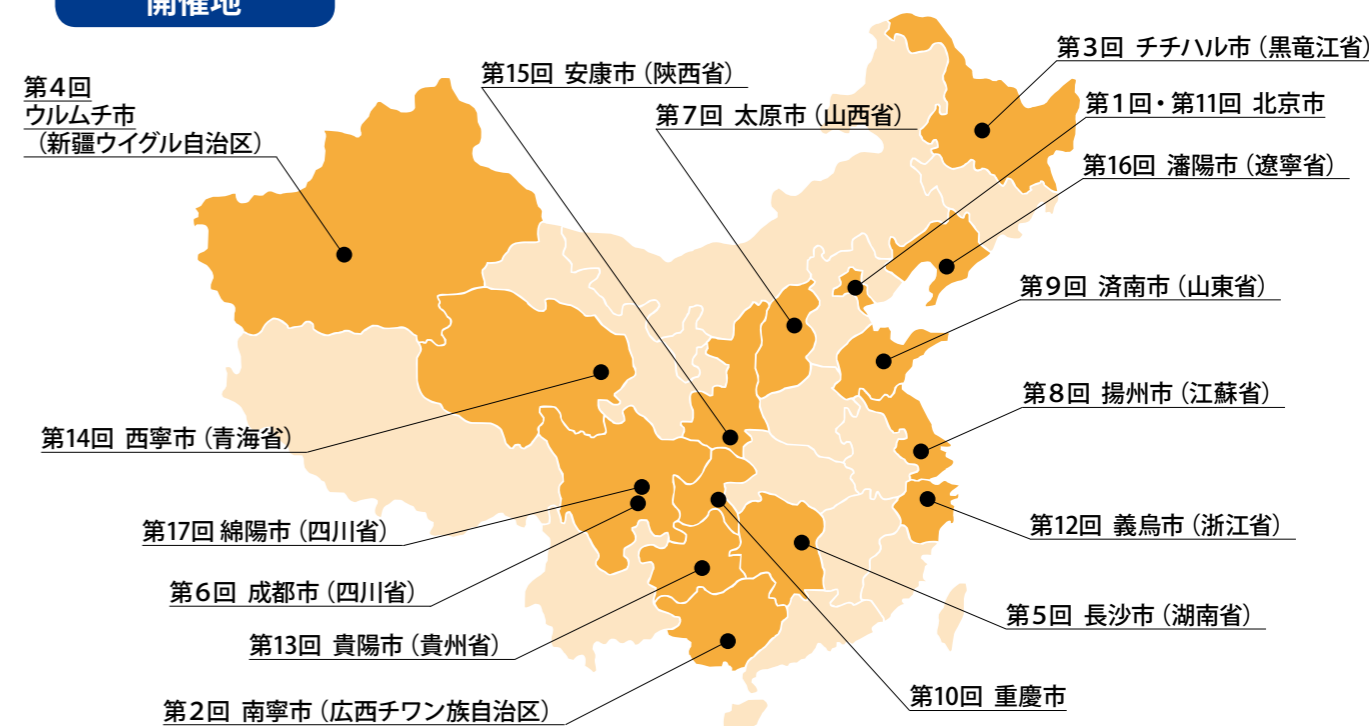 開催地
第4回
ウルムチ市
（新疆ウイグル自治区）
第15回 安康市（陝西省）
第7回 太原市（山西省）
第3回 チチハル市（黒竜江省）
第1回・第11回 北京市
第16回 瀋陽市（遼寧省）
第9回 済南市（山東省）
第8回 揚州市（江蘇省）
第12回 義烏市（浙江省）
第5回 長沙市（湖南省）
第10回 重慶市
第14回 西寧市（青海省）
第17回 綿陽市（四川省）
第6回 成都市（四川省）
第13回 貴陽市（貴州省）
第2回 南寧市（広西チワン族自治区）